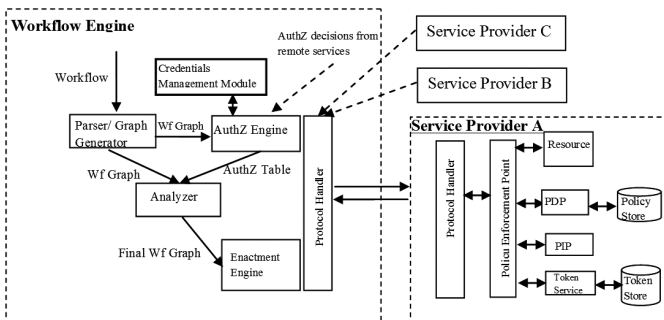 Workflow Engine
AuthZ decisions from
remote services
Service Provider C
Service Provider B
Workflow
Credentials
Management Module
Parser/ Graph
Generator
Wf Graph
AuthZ Engine
Wf Graph
AuthZ Table
Analyzer
Final Wf Graph
Enactment
Engine
Protocol Handler
Service Provider A
Protocol Handler
Policu Enforcement Point
Resource
PDP
Policy
Store
PIP
Token
Service
Token
Store